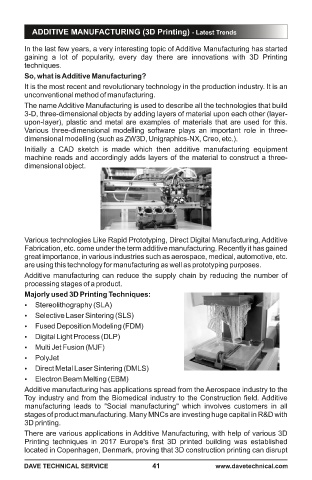 ADDITIVE MANUFACTURING (3D Printing) - Latest Trends
In the last few years, a very interesting topic of Additive Manufacturing has started
gaining a lot of popularity, every day there are innovations with 3D Printing
techniques.
So, what is Additive Manufacturing?
It is the most recent and revolutionary technology in the production industry. It is an
unconventional method of manufacturing.
The name Additive Manufacturing is used to describe all the technologies that build
3-D, three-dimensional objects by adding layers of material upon each other (layer-
upon-layer), plastic and metal are examples of materials that are used for this.
Various three-dimensional modelling software plays an important role in three-
dimensional modelling (such as ZW3D, Unigraphics-NX, Creo, etc.).
Initially a CAD sketch is made which then additive manufacturing equipment
machine reads and accordingly adds layers of the material to construct a three-
dimensional object.
Various technologies Like Rapid Prototyping, Direct Digital Manufacturing, Additive
Fabrication, etc. come under the term additive manufacturing. Recently it has gained
great importance, in various industries such as aerospace, medical, automotive, etc.
are using this technology for manufacturing as well as prototyping purposes.
Additive manufacturing can reduce the supply chain by reducing the number of
processing stages of a product.
Majorly used 3D Printing Techniques:
• Stereolithography (SLA)
• Selective Laser Sintering (SLS)
• Fused Deposition Modeling (FDM)
• Digital Light Process (DLP)
• Multi Jet Fusion (MJF)
• PolyJet
• Direct Metal Laser Sintering (DMLS)
• Electron Beam Melting (EBM)
Additive manufacturing has applications spread from the Aerospace industry to the
Toy industry and from the Biomedical industry to the Construction field. Additive
manufacturing leads to "Social manufacturing" which involves customers in all
stages of product manufacturing. Many MNCs are investing huge capital in R&D with
3D printing.
There are various applications in Additive Manufacturing, with help of various 3D
Printing techniques in 2017 Europe's first 3D printed building was established
located in Copenhagen, Denmark, proving that 3D construction printing can disrupt
DAVE TECHNICAL SERVICE 41 www.davetechnical.com